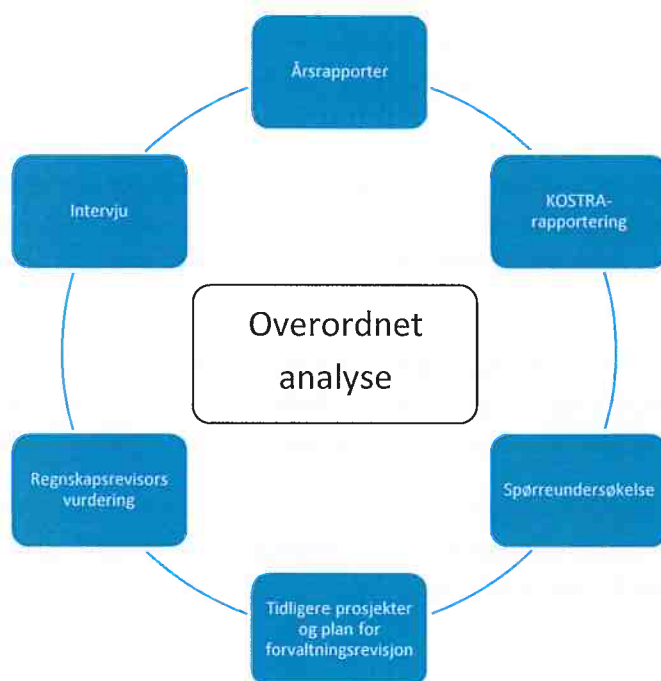 Årsrapporter
KOSTRA-
rapportering
Intervju
Overordnet
analyse
Regnskapsrevisors
vurdering
Spørreundersøkelse
Tidligere prosjekter
og plan for
forvaltningsrevisjon